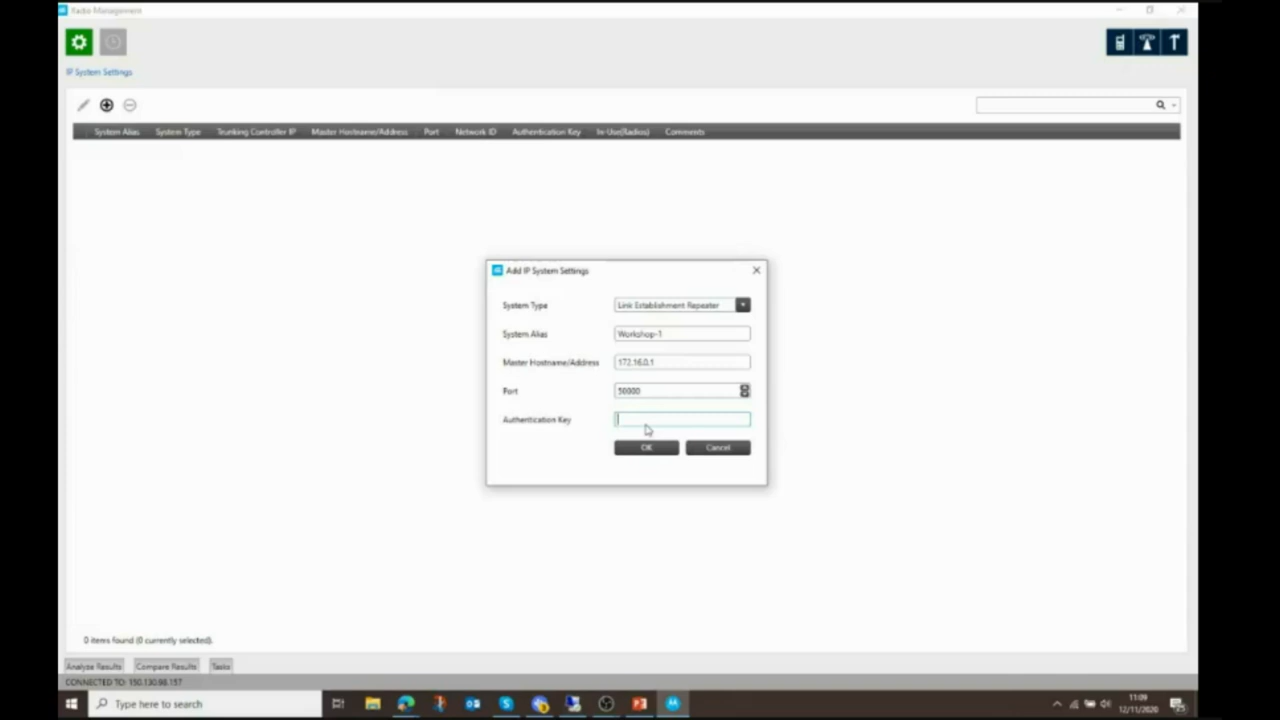 Radio Management
IP System Settings
System Alias System Type Trunking Controller IP Master Hostname/Address Port Network ID Authentication Key In-Use(Radios) Comments
Add IP System Settings
System Type Link Establishment Repeater
System Alias Workshop-1
Master Hostname/Address 172.16.0.1
Port 50000
Authentication Key
OK Cancel
0 items found (0 currently selected).
Analyze Results Compare Results Tasks
CONNECTED TO: 150.130.98.157
Type here to search
11:09
12/11/2020